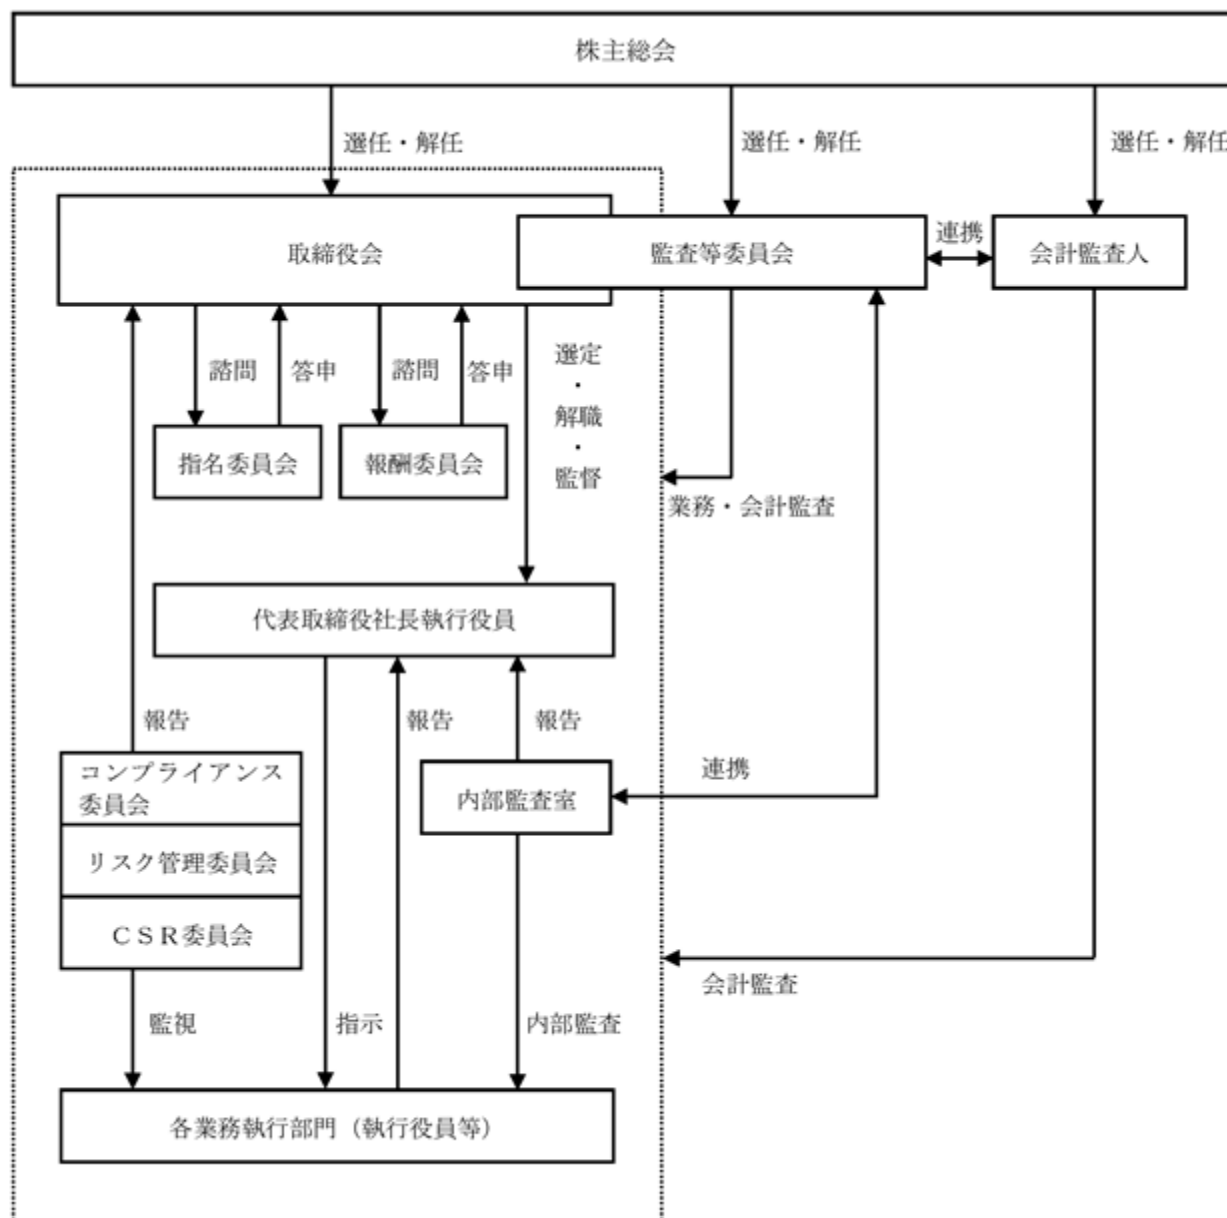 株主総会
選任・解任
選任・解任
選任・解任
取締役会
監査等委員会
連携
会計監査人
諮問
答申
諮問
答申
選定
・
解職
・
監督
指名委員会
報酬委員会
業務・会計監査
代表取締役社長執行役員
報告
報告
報告
コンプライアンス
委員会
リスク管理委員会
ＣＳＲ委員会
内部監査室
連携
会計監査
監視
指示
内部監査
各業務執行部門（執行役員等）